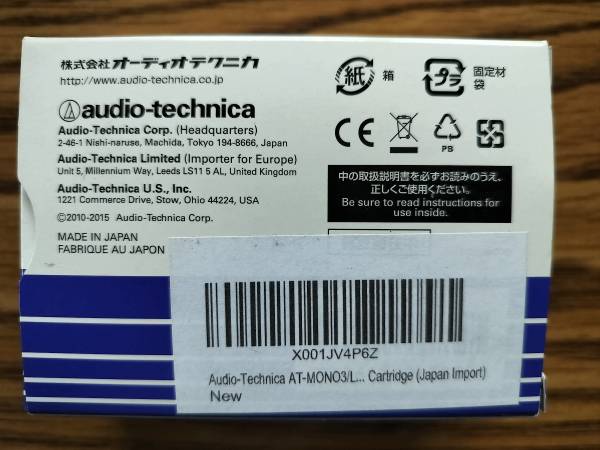 株式会社 オーディオテクニカ
http://www.audio-technica.co.jp
audio-technica
Audio-Technica Corp. (Headquarters)
2-46-1 Nishi-naruse, Machida, Tokyo 194-8666, Japan
Audio-Technica Limited (Importer for Europe)
Unit 5, Millennium Way, Leeds LS11 5 AL, United Kingdom
Audio-Technica U.S., Inc.
1221 Commerce Drive, Stow, Ohio 44224, USA
©2010-2015 Audio-Technica Corp.
MADE IN JAPAN
FABRIQUE AU JAPON
紙 箱
プラ 固定材
袋
CE
PB
中の取扱説明書を必ずお読みのうえ、
正しくご使用ください。
Be sure to read instructions for
use inside.
X001JV4P6Z
Audio-Technica AT-MONO3/L... Cartridge (Japan Import)
New